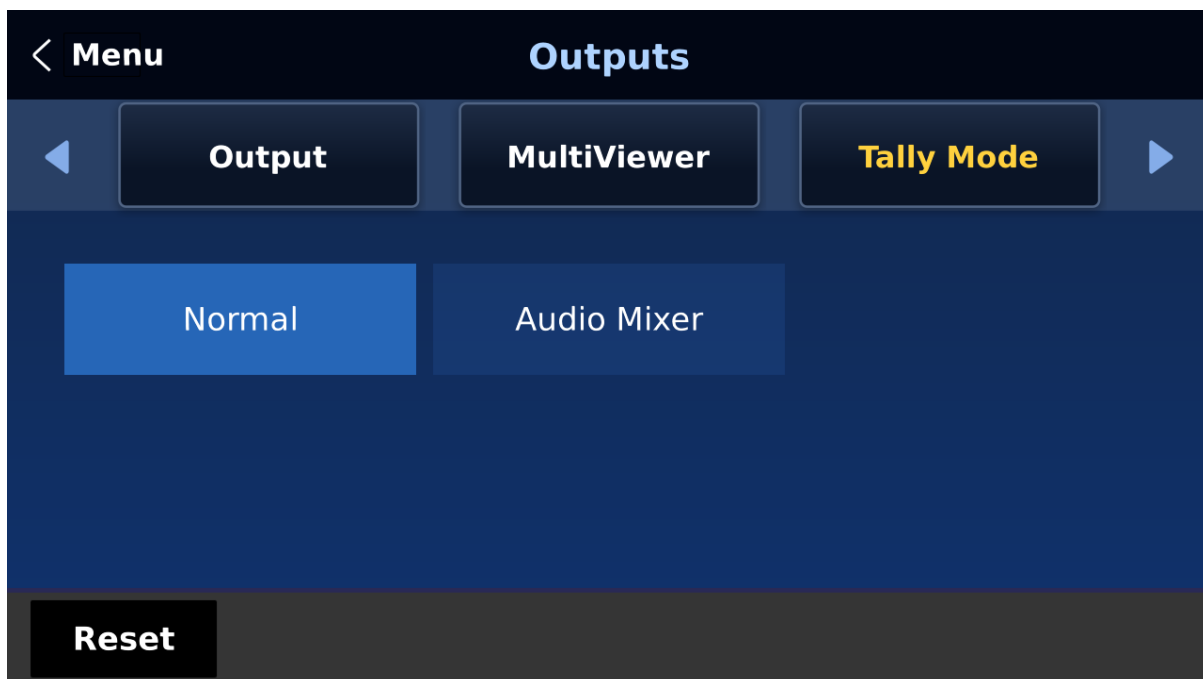 Menu
Outputs
Output
MultiViewer
Tally Mode
Normal
Audio Mixer
Reset